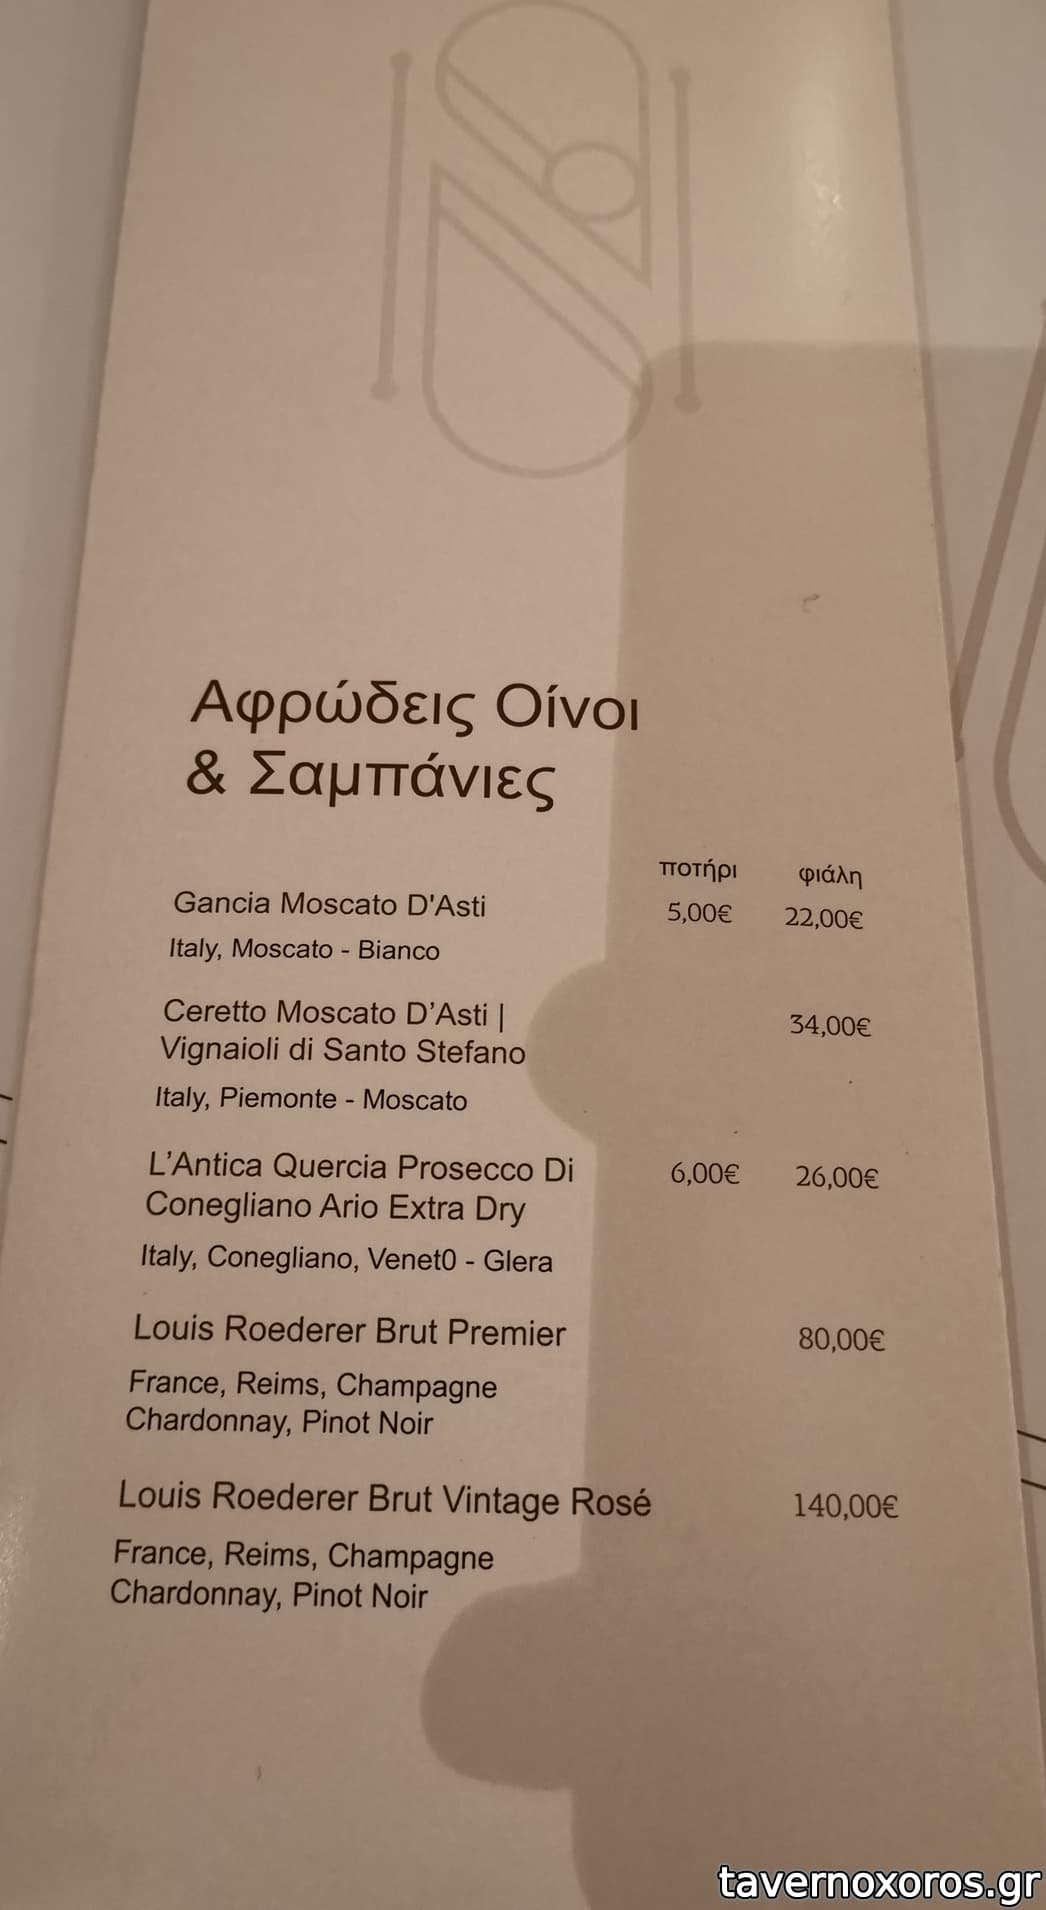 Αφρώδεις Οίνοι
& Σαμπάνιες
ποτήρι φιάλη
Gancia Moscato D'Asti 5,00€ 22,00€
Italy, Moscato - Bianco
Ceretto Moscato D’Asti | 34,00€
Vignaioli di Santo Stefano
Italy, Piemonte - Moscato
L’Antica Quercia Prosecco Di 6,00€ 26,00€
Conegliano Ario Extra Dry
Italy, Conegliano, Venet0 - Glera
Louis Roederer Brut Premier 80,00€
France, Reims, Champagne
Chardonnay, Pinot Noir
Louis Roederer Brut Vintage Rosé 140,00€
France, Reims, Champagne
Chardonnay, Pinot Noir
tavernoxoros.gr